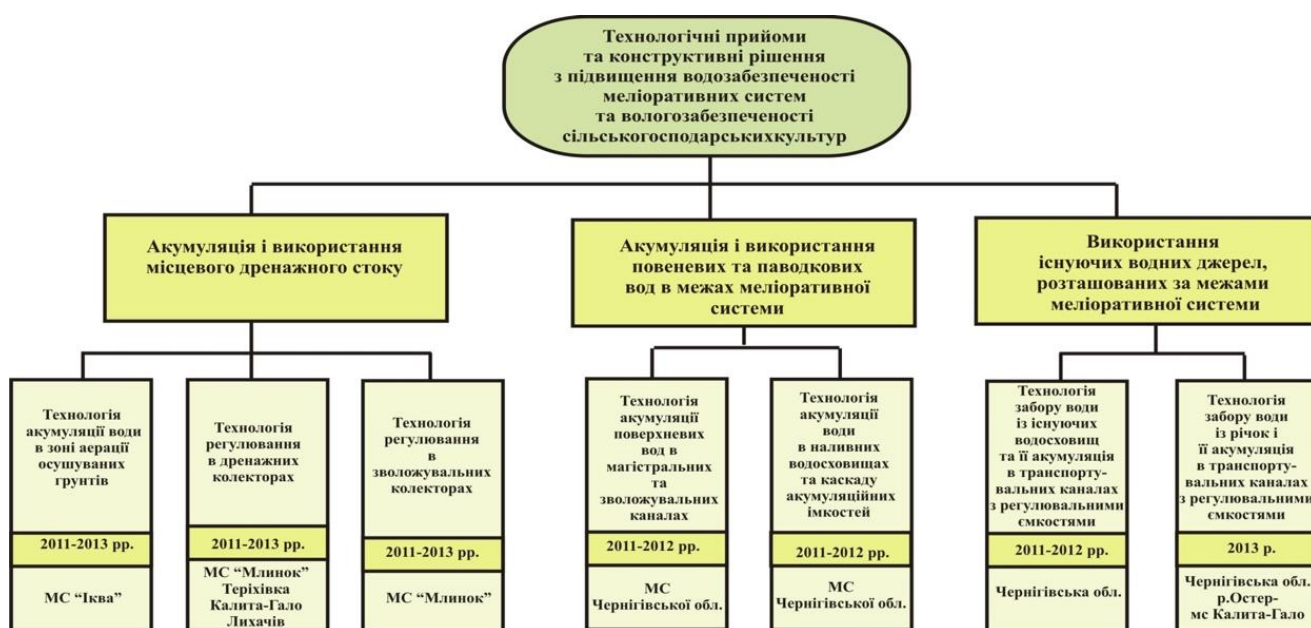 Технологічні прийоми
та конструктивні рішення
з підвищення водозабезпеченості
меліоративних систем
та вологозабезпеченості
сільськогосподарськихкультур
Акумуляція і використання
місцевого дренажного стоку
Акумуляція і використання
повеневих та паводкових
вод в межах меліоративної
системи
Використання
існуючих водних джерел,
розташованих за межами
меліоративної системи
Технологія
акумуляції води
в зоні аерації
осушуваних
грунтів
2011-2013 рр.
МС “Іква”
Технологія
регулювання
в дренажних
колекторах
2011-2013 рр.
МС “Млинок”
Теріхівка
Калита-Гало
Лихачів
Технологія
регулювання
в
зволожувальних
колекторах
2011-2013 рр.
МС “Млинок”
Технологія
акумуляції
поверхневих
вод в
магістральних
та
зволожувальних
каналах
2011-2012 рр.
МС
Чернігівської обл.
Технологія
акумуляції
води
в наливних
водосховищах
та каскаду
акумуляційних
імкостей
2011-2012 рр.
МС
Чернігівської обл.
Технологія
забору води
із існуючих
водосховищ
та її акумуляція
в транспорту-
вальних каналах
з регулювальними
ємкостями
2011-2012 рр.
Чернігівська обл.
Технологія
забору води
із річок і
її акумуляція
в транспорту-
вальних каналах
з регулювальними
ємкостями
2013 р.
Чернігівська обл.
р.Остер-
мс Калита-Гало